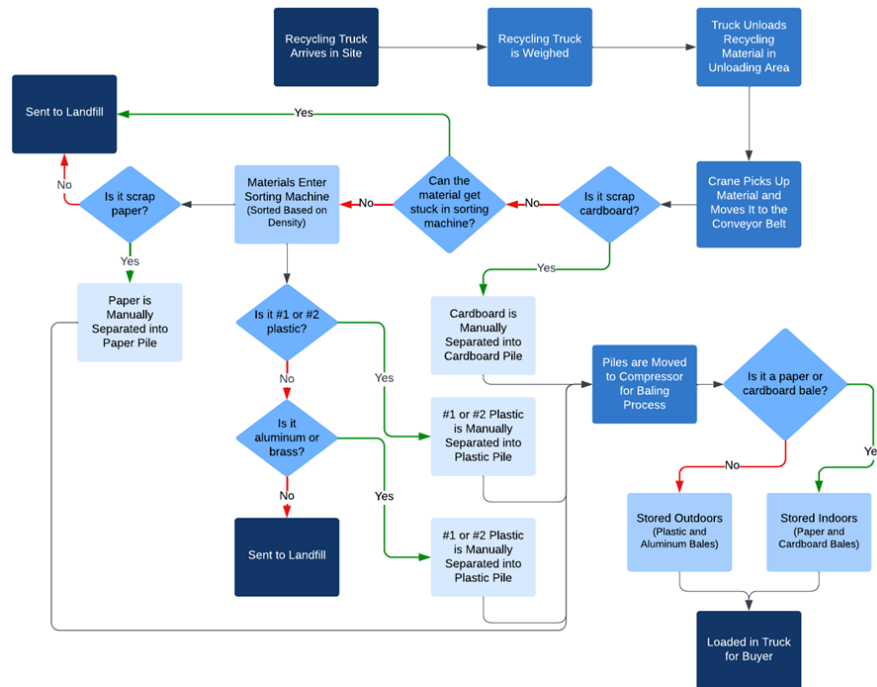 Recycling Truck
Arrives in Site
Recycling Truck
is Weighed
Truck Unloads
Recycling
Material in
Unloading Area
Sent to Landfill
Yes
No
Is it scrap
paper?
Materials Enter
Sorting Machine
(Sorted Based on
Density)
No
Can the
material get
stuck in sorting
machine?
No
Is it scrap
cardboard?
Crane Picks Up
Material and
Moves It to the
Conveyor Belt
Yes
Yes
Paper is
Manually
Separated into
Paper Pile
Is it #1 or #2
plastic?
Cardboard is
Manually
Separated into
Cardboard Pile
Piles are Moved
to Compressor
for Baling
Process
Is it a paper or
cardboard bale?
No
Yes
#1 or #2 Plastic
is Manually
Separated into
Plastic Pile
Is it
aluminum or
brass?
No
Ye
No
Yes
Sent to Landfill
#1 or #2 Plastic
is Manually
Separated into
Plastic Pile
Stored Outdoors
(Plastic and
Aluminum Bales)
Stored Indoors
(Paper and
Cardboard Bales)
Loaded in Truck
for Buyer